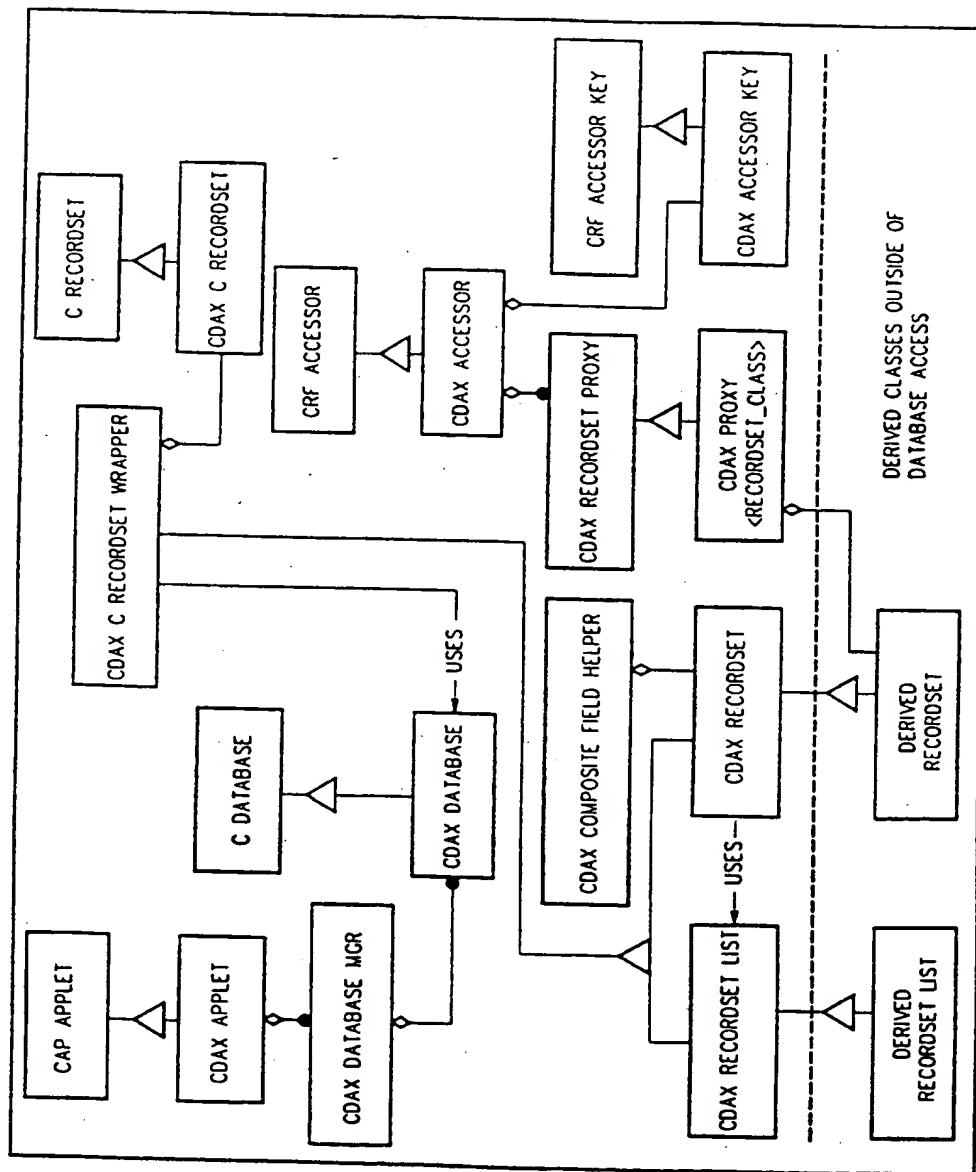 CAP APPLET
CDAX APPLET
CDAX DATABASE MGR
C DATABASE
CDAX DATABASE
USES
CDAX C RECORDSET WRAPPER
C RECORDSET
CDAX C RECORDSET
CRF ACCESSOR
CDAX ACCESSOR
CRF ACCESSOR KEY
CDAX ACCESSOR KEY
CDAX RECORDSET PROXY
CDAX PROXY
<RECORDSET_CLASS>
CDAX COMPOSITE FIELD HELPER
CDAX RECORDSET
USES
CDAX RECORDSET LIST
DERIVED
RECORDSET LIST
DERIVED
RECORDSET
DERIVED CLASSES OUTSIDE OF
DATABASE ACCESS